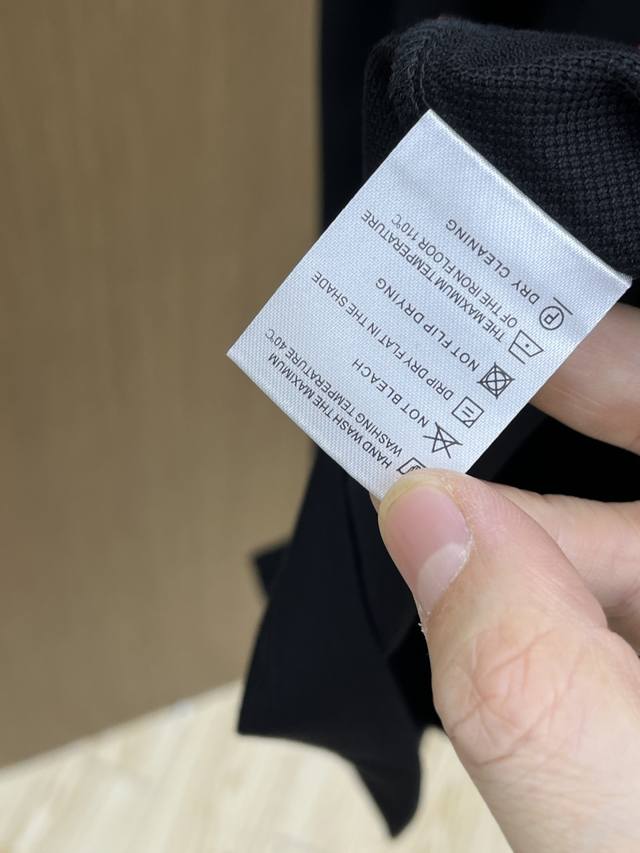 HAND WASH THE MAXIMUM
WASHING TEMPERATURE 40℃
NOT BLEACH
DRIP DRY FLAT IN THE SHADE
NOT FLIP DRYING
THE MAXIMUM TEMPERATURE
OF THE IRON FLOOR 110℃
P DRY CLEANING